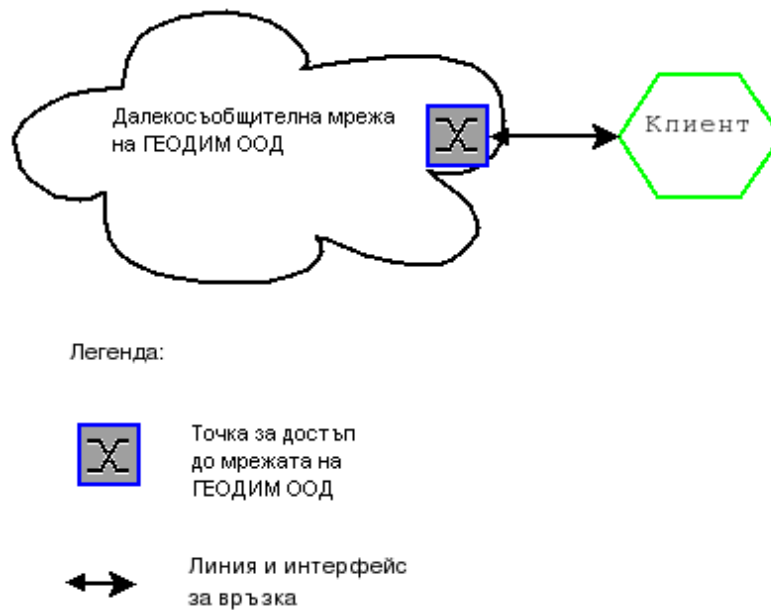 Далекосъобщителна мрежа
на ГЕОДИМ ООД
Клиент
Легенда:
Точка за достъп
до мрежата на
ГЕОДИМ ООД
Линия и интерфейс
за връзка